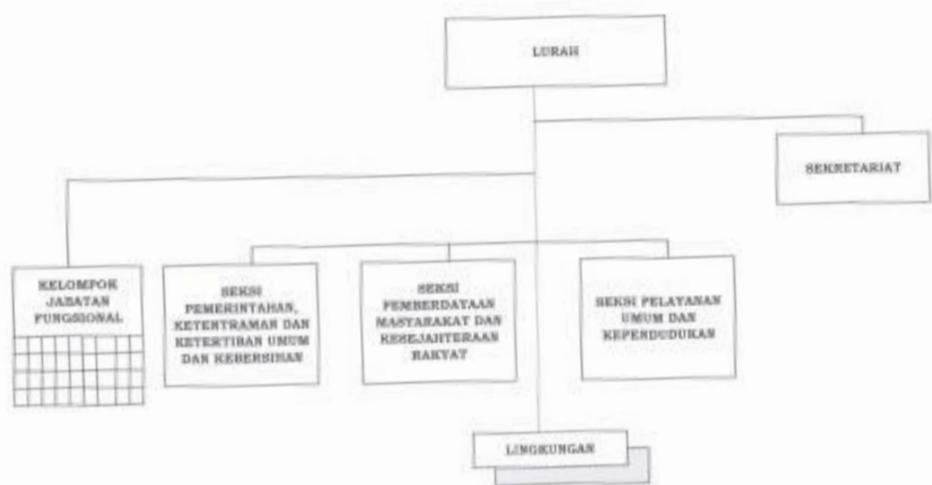 LURAH
SEKRETARIAT
KELOMPOK
JABATAN
FUNGSIONAL
SEKSI
PEMERINTAHAN,
KETENTRAMAN DAN
KETERTIBAN UMUM
DAN KEBERSIHAN
SEKSI
PEMBERDAYAAN
MASYARAKAT DAN
KESEJAHTERAAN
RAKYAT
SEKSI PELAYANAN
UMUM DAN
KEPENDUDUKAN
LINGKUNGAN